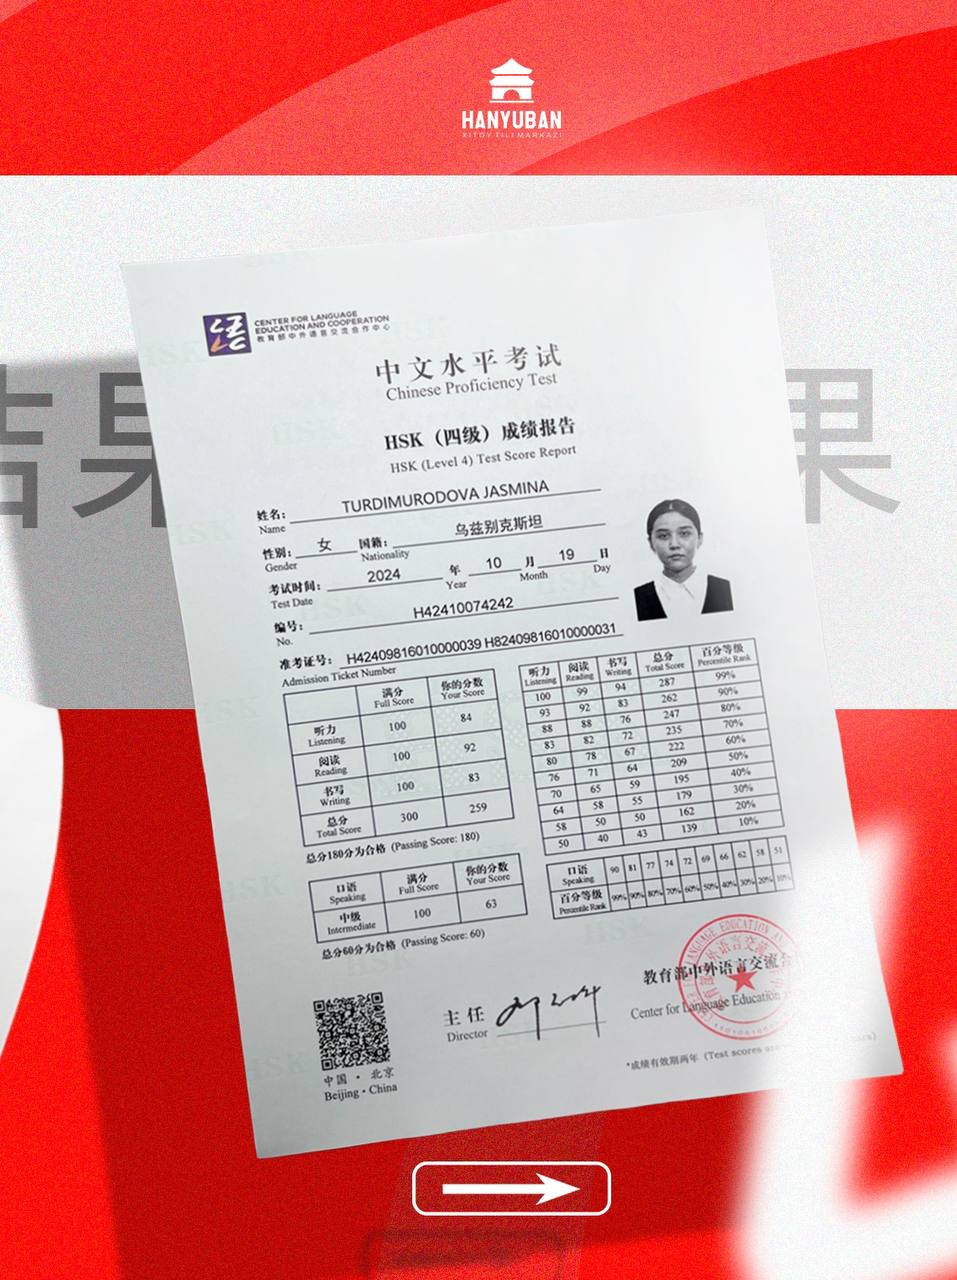 HANYUBAN
XITOY TILI MARKAZI
结果
果
CENTER FOR LANGUAGE
EDUCATION AND COOPERATION
教育部中外语言交流合作中心
中文水平考试
Chinese Proficiency Test
HSK（四级）成绩报告
HSK (Level 4) Test Score Report
姓名： TURDIMURODOVA JASMINA
Name
性别： 女 国籍： 乌兹别克斯坦
Gender Nationality
考试时间： 2024 年 10 月 19 日
Test Date Year Month Day
编号： H42410074242
No.
准考证号： H42409816010000039 H82409816010000031
Admission Ticket Number
满分 你的分数
Full Score Your Score
听力 100 84
Listening
阅读 100 92
Reading
书写 100 83
Writing
总分 300 259
Total Score
总分180分为合格 (Passing Score: 180)
听力 阅读 书写 总分 百分等级
Listening Reading Writing Total Score Percentile Rank
100 99 94 287 99%
93 92 83 262 90%
88 88 76 247 80%
83 82 72 235 70%
80 78 67 222 60%
76 71 64 209 50%
70 65 59 195 40%
64 58 55 179 30%
58 50 50 162 20%
50 40 43 139 10%
口语 满分 你的分数
Speaking Full Score Your Score
中级 100 63
Intermediate
总分60分为合格 (Passing Score: 60)
口语 90 81 77 74 72 69 66 62 58 51
Speaking
百分等级 99% 90% 80% 70% 60% 50% 40% 30% 20% 10%
Percentile Rank
主任
Director
教育部中外语言交流合
Center for Language Education
*成绩有效期两年 (Test scores are
中国·北京
Beijing·China